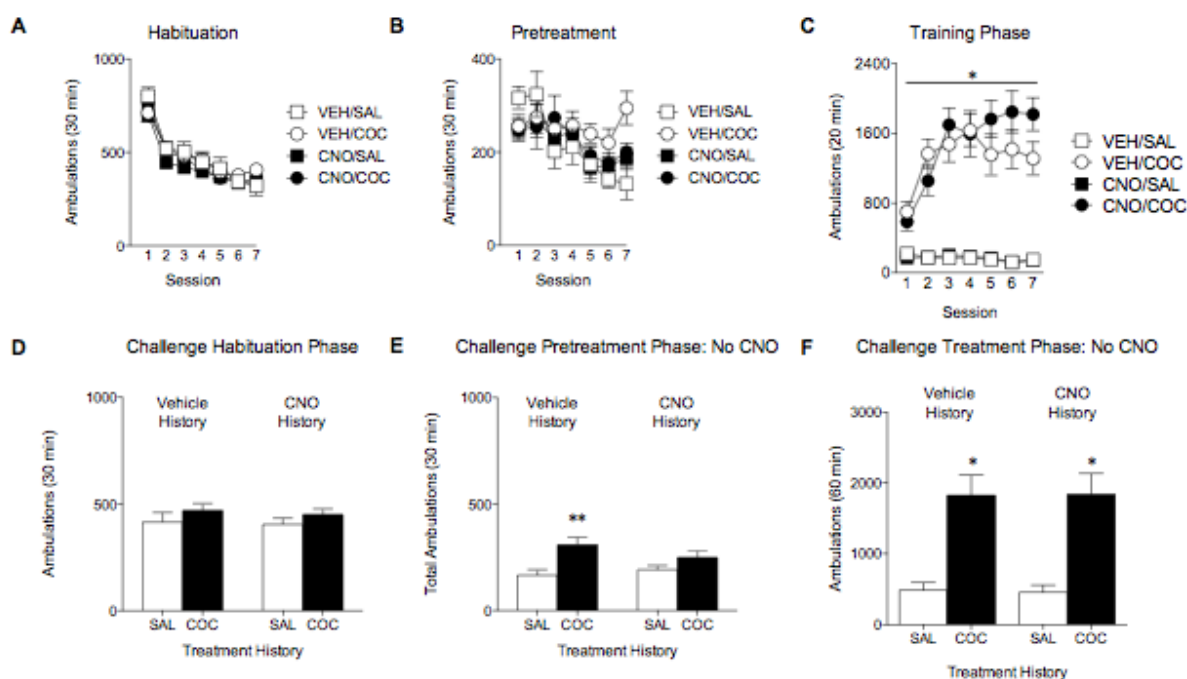 A Habituation
Ambulations (30 min)
1000
500
0
1 2 3 4 5 6 7
Session
VEH/SAL
VEH/COC
CNO/SAL
CNO/COC
B Pretreatment
Ambulations (30 min)
400
200
0
1 2 3 4 5 6 7
Session
VEH/SAL
VEH/COC
CNO/SAL
CNO/COC
C Training Phase
Ambulations (20 min)
2400
1600
800
0
*
1 2 3 4 5 6 7
Session
VEH/SAL
VEH/COC
CNO/SAL
CNO/COC
D Challenge Habituation Phase
Ambulations (30 min)
1000
500
0
Vehicle
History
CNO
History
SAL COC SAL COC
Treatment History
E Challenge Pretreatment Phase: No CNO
Total Ambulations (30 min)
1000
500
0
Vehicle
History
CNO
History
**
SAL COC SAL COC
Treatment History
F Challenge Treatment Phase: No CNO
Ambulations (60 min)
3000
2000
1000
0
Vehicle
History
CNO
History
* *
SAL COC SAL COC
Treatment History